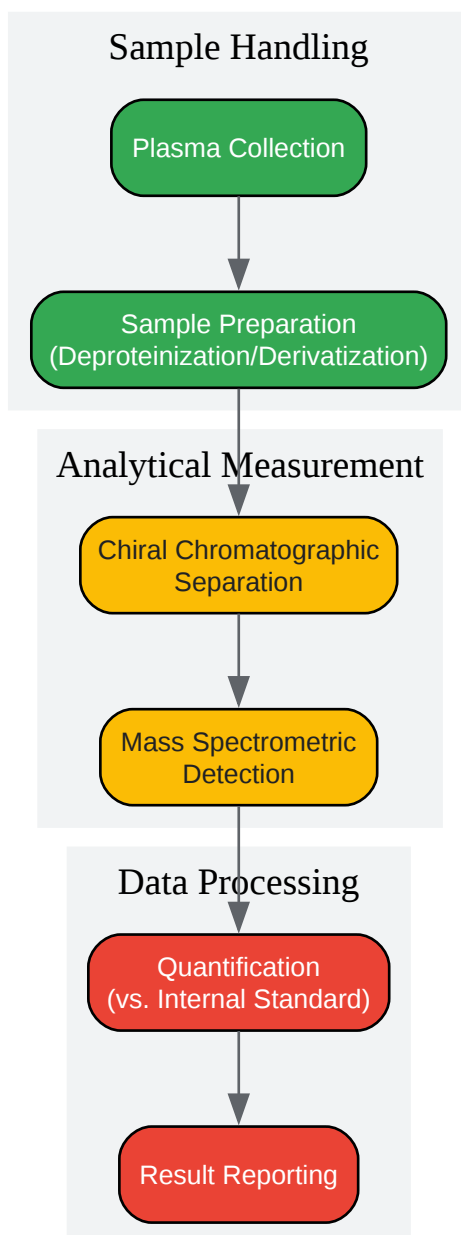 Sample Handling
Plasma Collection
Sample Preparation
(Deproteinization/Derivatization)
Analytical Measurement
Chiral Chromatographic
Separation
Mass Spectrometric
Detection
Data Processing
Quantification
(vs. Internal Standard)
Result Reporting